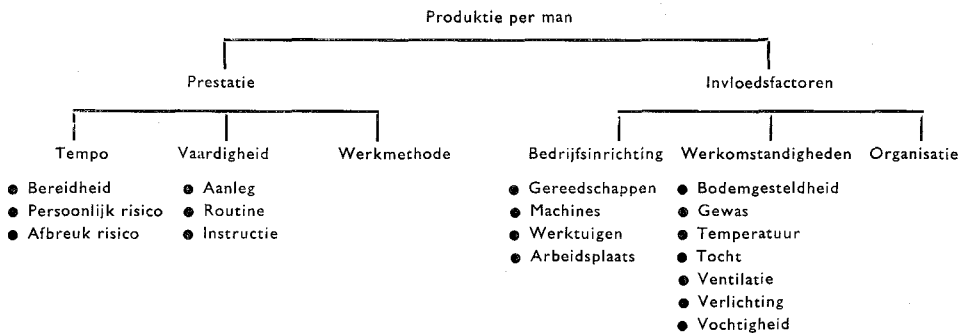 Produktie per man
Prestatie
Invloedsfactoren
Tempo
Vaardigheid
Werkmethode
Bedrijfsinrichting
Werkomstandigheden
Organisatie
● Bereidheid
● Persoonlijk risico
● Afbreuk risico
● Aanleg
● Routine
● Instructie
● Gereedschappen
● Machines
● Werktuigen
● Arbeidsplaats
● Bodemgesteldheid
● Gewas
● Temperatuur
● Tocht
● Ventilatie
● Verlichting
● Vochtigheid